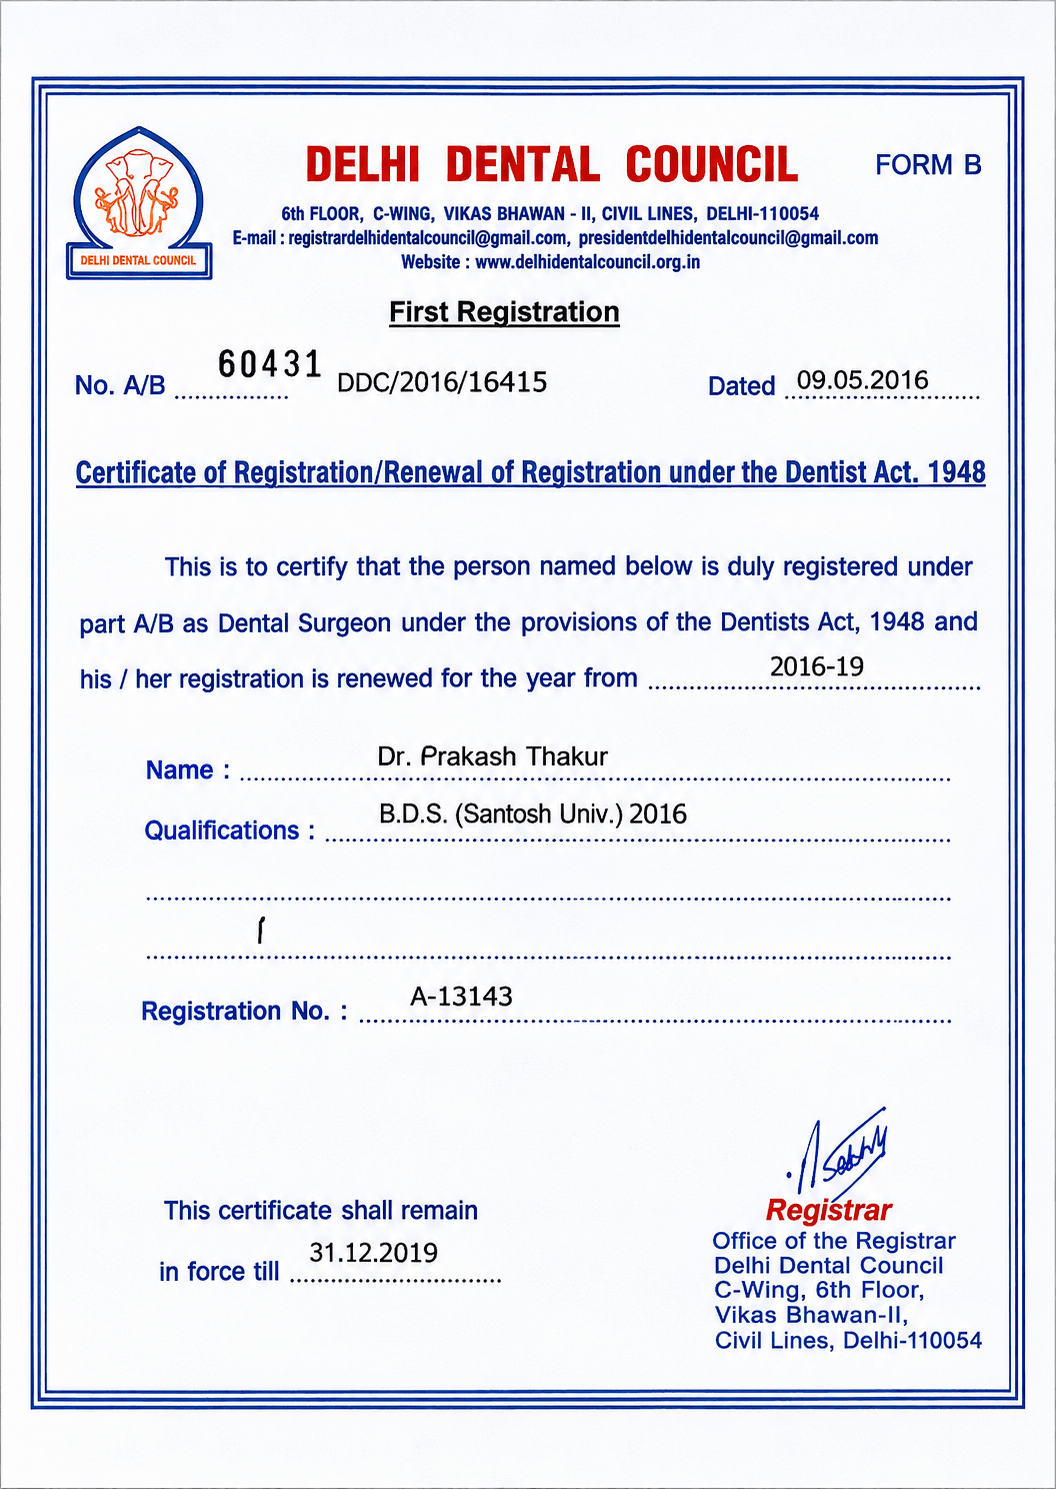 DELHI DENTAL COUNCIL
FORM B
6th FLOOR, C-WING, VIKAS BHAWAN - II, CIVIL LINES, DELHI-110054
E-mail : registrardelhidentalcouncil@gmail.com, presidentdelhidentalcouncil@gmail.com
Website : www.delhidentalcouncil.org.in
DELHI DENTAL COUNCIL
First Registration
No. A/B 60431 DDC/2016/16415 Dated 09.05.2016
Certificate of Registration/Renewal of Registration under the Dentist Act. 1948
This is to certify that the person named below is duly registered under
part A/B as Dental Surgeon under the provisions of the Dentists Act, 1948 and
his / her registration is renewed for the year from 2016-19
Name : Dr. Prakash Thakur
Qualifications : B.D.S. (Santosh Univ.) 2016
Registration No. : A-13143
This certificate shall remain
in force till 31.12.2019
Registrar
Office of the Registrar
Delhi Dental Council
C-Wing, 6th Floor,
Vikas Bhawan-II,
Civil Lines, Delhi-110054